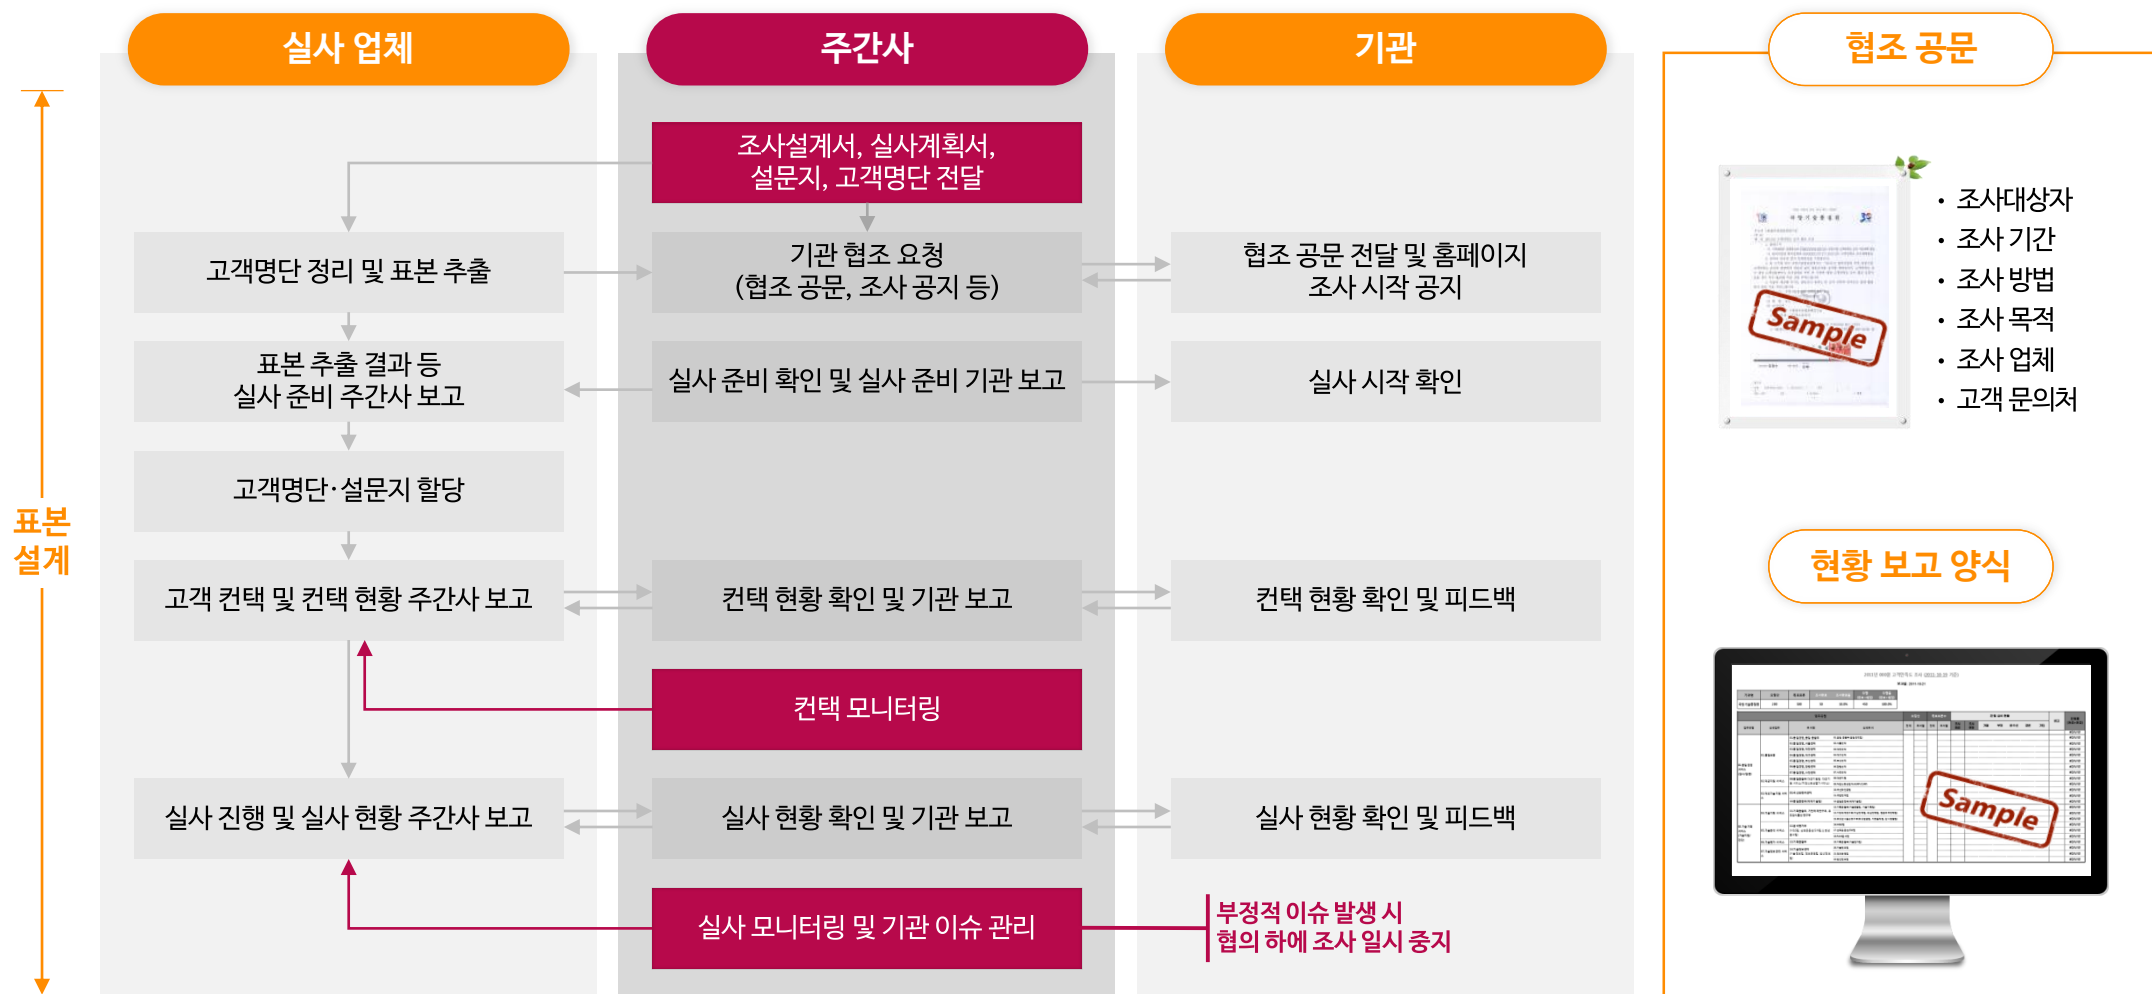 실사 업체
주간사
기관
협조 공문
조사설계서, 실사계획서,
설문지, 고객명단 전달
고객명단 정리 및 표본 추출
기관 협조 요청
(협조 공문, 조사 공지 등)
협조 공문 전달 및 홈페이지
조사 시작 공지
표본 추출 결과 등
실사 준비 주간사 보고
실사 준비 확인 및 실사 준비 기관 보고
실사 시작 확인
고객명단·설문지 할당
표본
설계
고객 컨택 및 컨택 현황 주간사 보고
컨택 현황 확인 및 기관 보고
컨택 현황 확인 및 피드백
컨택 모니터링
실사 진행 및 실사 현황 주간사 보고
실사 현황 확인 및 기관 보고
실사 현황 확인 및 피드백
실사 모니터링 및 기관 이슈 관리
부정적 이슈 발생 시
협의 하에 조사 일시 중지
Sample
• 조사대상자
• 조사 기간
• 조사 방법
• 조사 목적
• 조사 업체
• 고객 문의처
현황 보고 양식
Sample